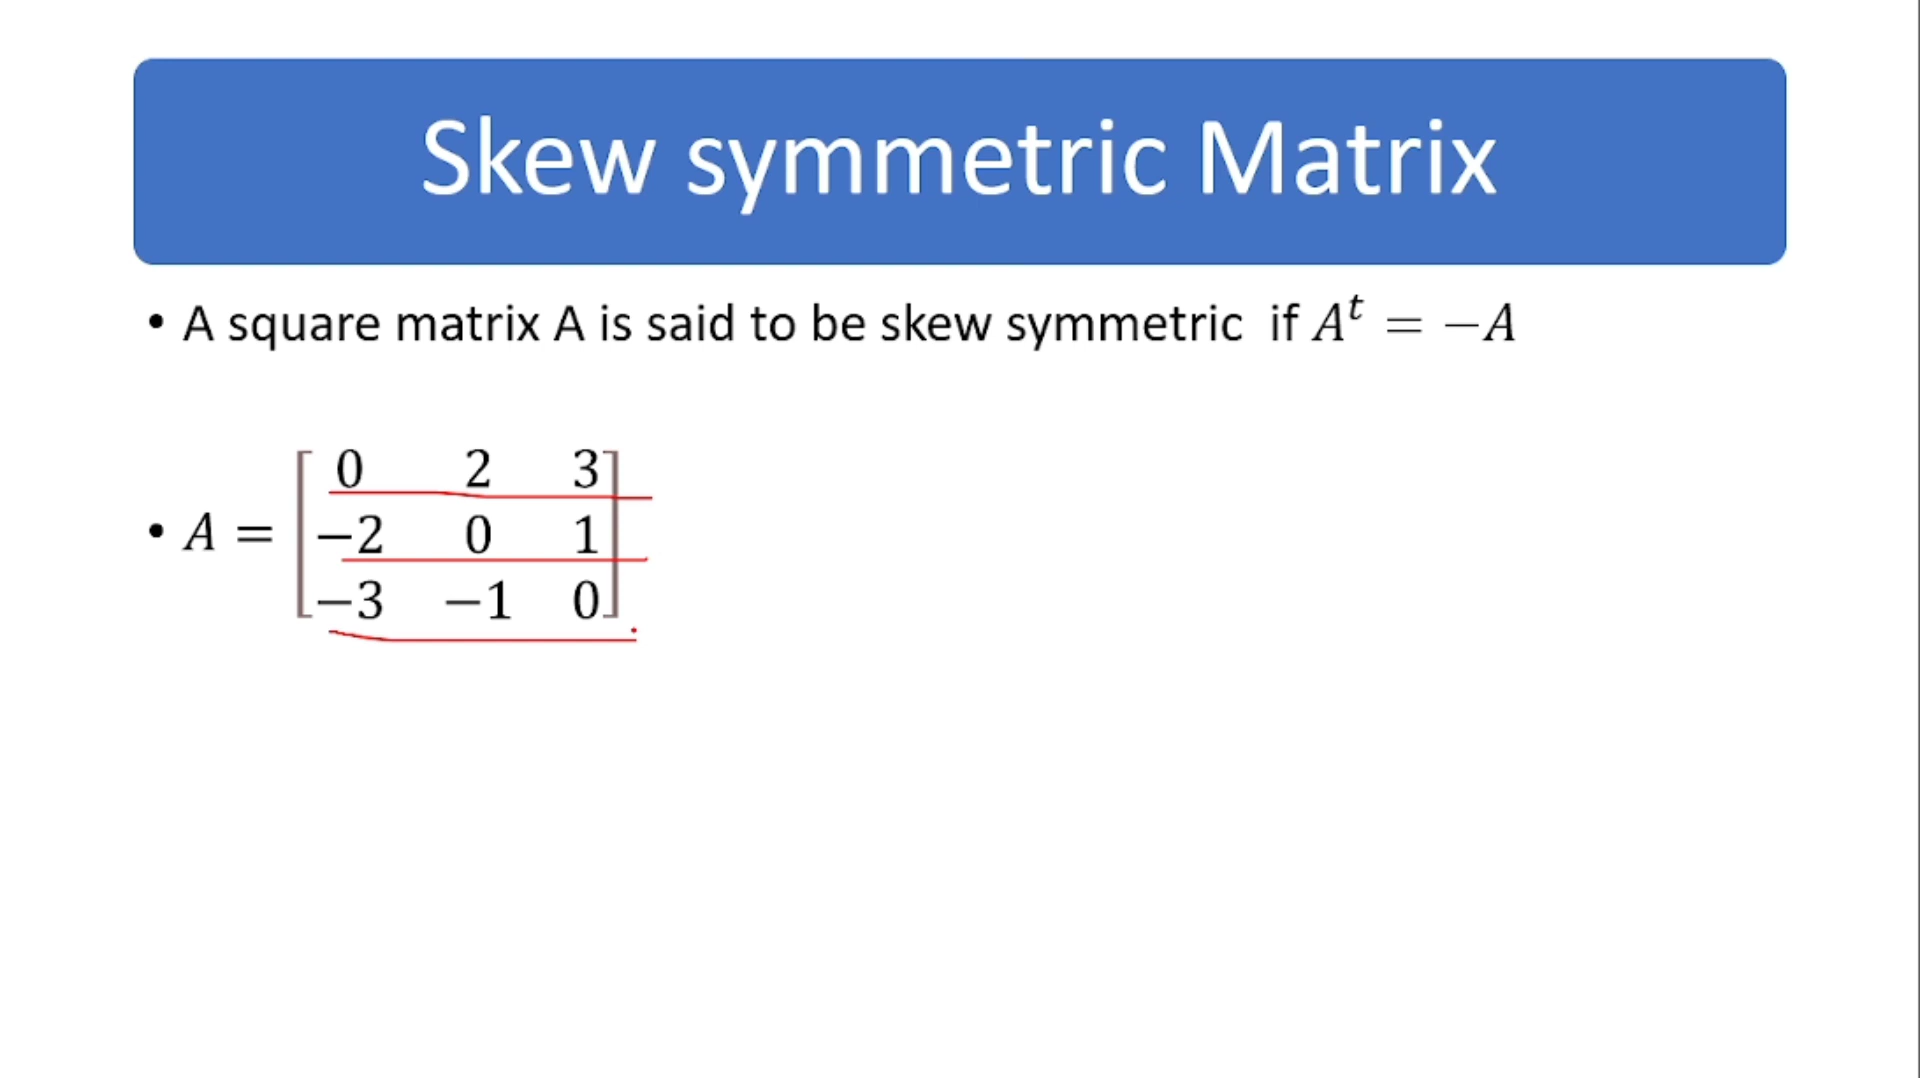 Skew symmetric Matrix
• A square matrix A is said to be skew symmetric if Aᵗ = −A
0 2 3
• A = −2 0 1
−3 −1 0